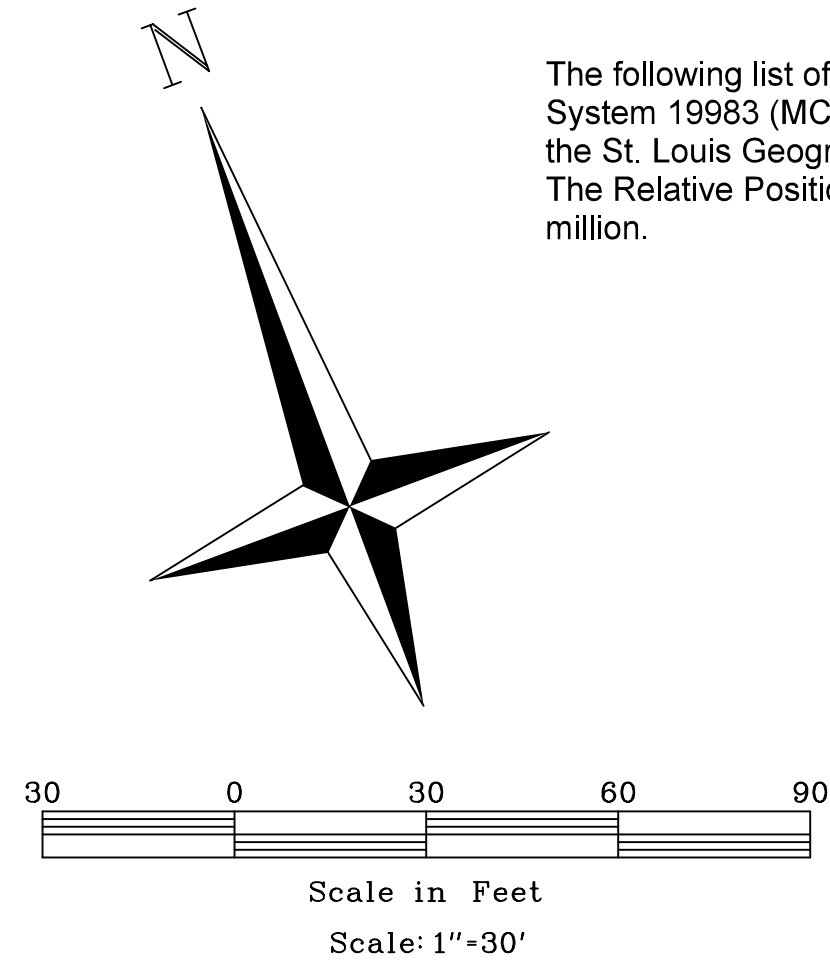 N
The following list of
System 19983 (MC
the St. Louis Geogr
The Relative Positio
million.
30 0 30 60 90
Scale in Feet
Scale: 1"=30'